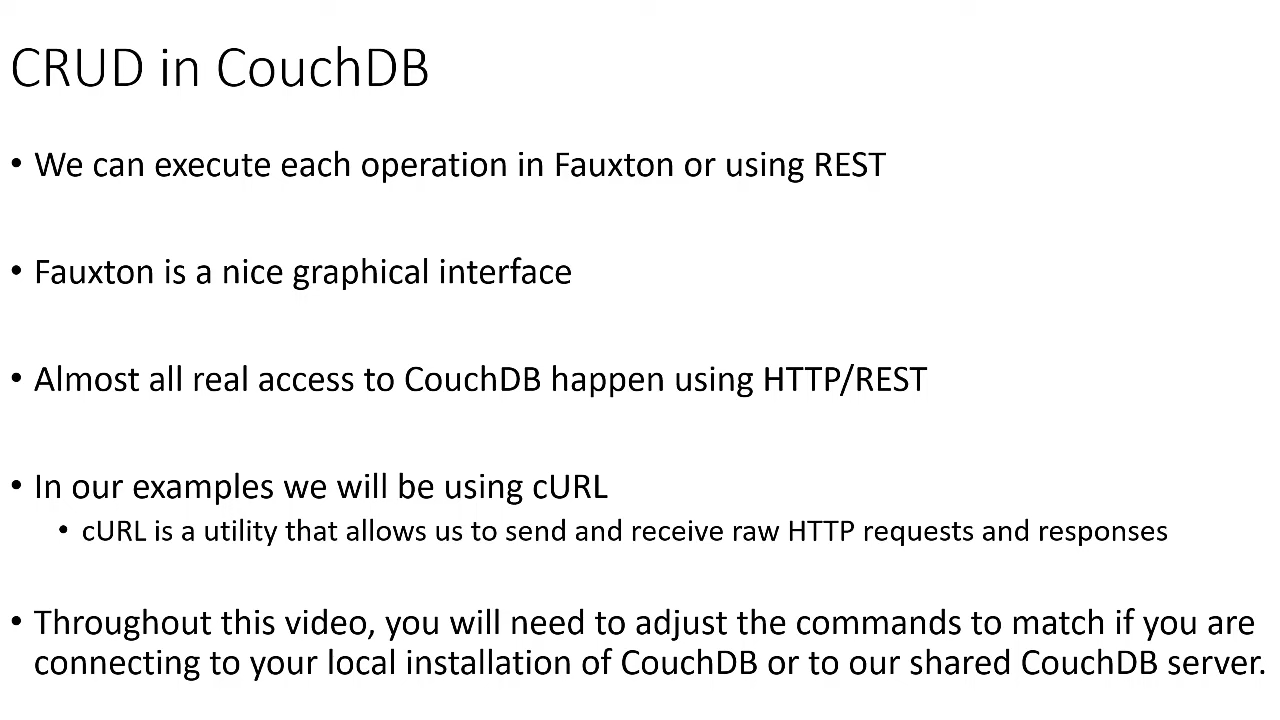 CRUD in CouchDB
• We can execute each operation in Fauxton or using REST
• Fauxton is a nice graphical interface
• Almost all real access to CouchDB happen using HTTP/REST
• In our examples we will be using cURL
• cURL is a utility that allows us to send and receive raw HTTP requests and responses
• Throughout this video, you will need to adjust the commands to match if you are
connecting to your local installation of CouchDB or to our shared CouchDB server.